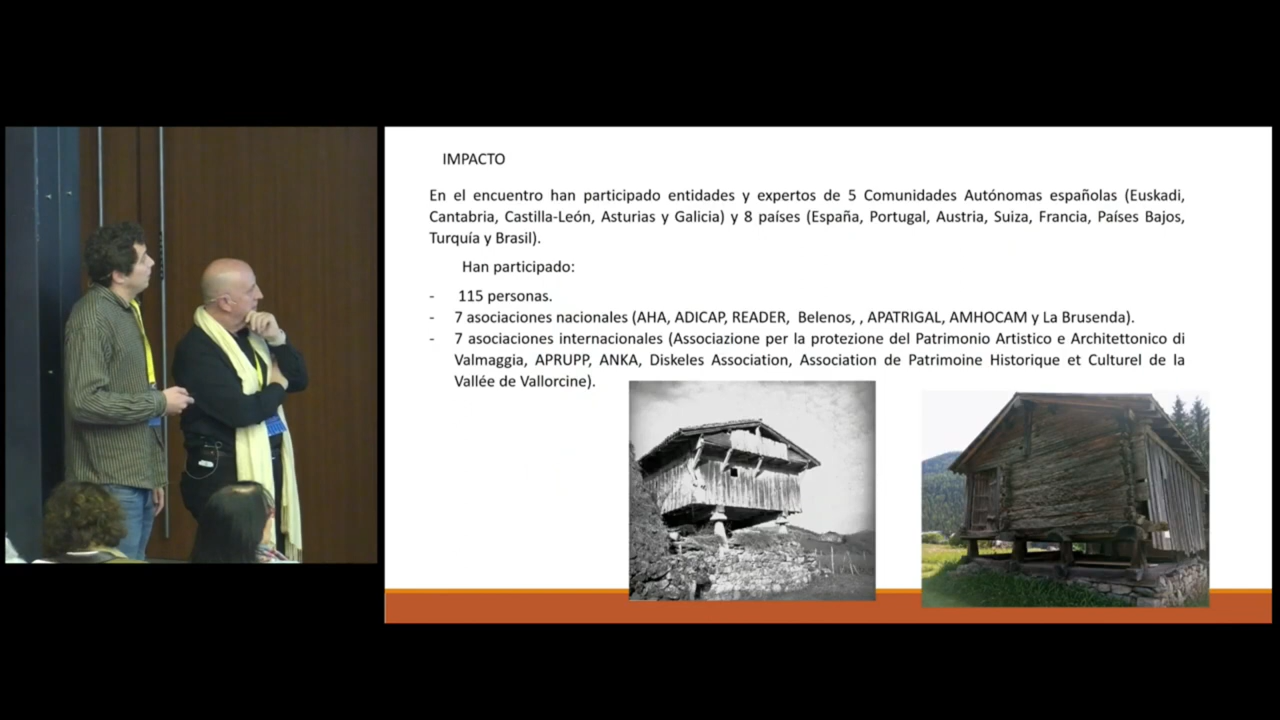 IMPACTO
En el encuentro han participado entidades y expertos de 5 Comunidades Autónomas españolas (Euskadi,
Cantabria, Castilla-León, Asturias y Galicia) y 8 países (España, Portugal, Austria, Suiza, Francia, Países Bajos,
Turquía y Brasil).
Han participado:
- 115 personas.
- 7 asociaciones nacionales (AHA, ADICAP, READER, Belenos, , APATRIGAL, AMHOCAM y La Brusenda).
- 7 asociaciones internacionales (Associazione per la protezione del Patrimonio Artistico e Architettonico di
Valmaggia, APRUPP, ANKA, Diskeles Association, Association de Patrimoine Historique et Culturel de la
Vallée de Vallorcine).